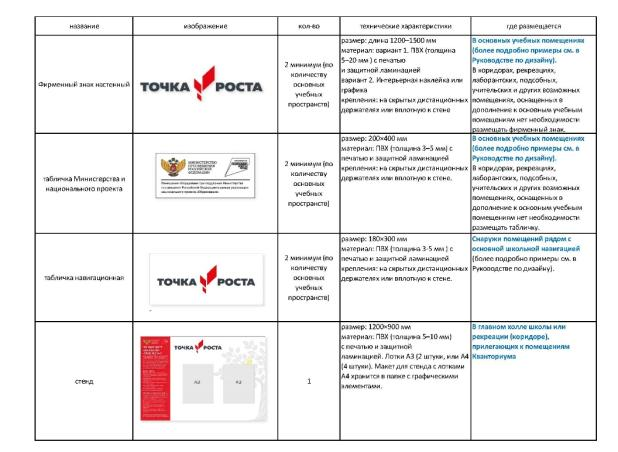 название изображение кол-во технические характеристики где размещается
Фирменный знак настенный
ТОЧКА РОСТА
2 минимум (по
количеству
основных
учебных
пространств)
размер: длина 1200–1500 мм
материал: вариант 1. ПВХ (толщина
5–20 мм ) с печатью
и защитной ламинацией
вариант 2. Интерьерная наклейка или
графика
крепления: на скрытых дистанционных
держателях или вплотную к стене
В основных учебных помещениях
(более подробно примеры см. в
Руководстве по дизайну).
В коридорах, рекреациях,
лаборантских, подсобных,
учительских и других возможных
помещениях, оснащенных в
дополнение к основным учебным
помещениям нет необходимости
размещать фирменный знак.
табличка Министерства и
национального проекта
МИНИСТЕРСТВО
ПРОСВЕЩЕНИЯ
РОССИЙСКОЙ
ФЕДЕРАЦИИ
2 минимум (по
количеству
основных
учебных
пространств)
размер: 200×400 мм
материал: ПВХ (толщина 3–5 мм) с
печатью и защитной ламинацией
крепления: на скрытых дистанционных
держателях или вплотную к стене.
В основных учебных помещениях
(более подробно примеры см. в
Руководстве по дизайну).
В коридорах, рекреациях,
лаборантских, подсобных,
учительских и других возможных
помещениях, оснащенных в
дополнение к основным учебным
помещениям нет необходимости
размещать табличку.
табличка навигационная
ТОЧКА РОСТА
2 минимум (по
количеству
основных
учебных
пространств)
размер: 180×300 мм
материал: ПВХ (толщина 3-5 мм ) с
печатью и защитной ламинацией
крепления: на скрытых дистанционных
держателях или вплотную к стене.
Снаружи помещений рядом с
основной школьной навигацией
(более подробно примеры см. в
Руководстве по дизайну).
стенд
ТОЧКА РОСТА
А3 А3
1
размер: 1200×900 мм
материал: ПВХ (толщина 5–10 мм)
с печатью и защитной
ламинацией. Лотки А3 (2 штуки, или А4
(4 штуки). Макет для стенда с лотками
А4 хранится в папке с графическими
элементами.
В главном холле школы или
рекреации (коридоре),
прилегающих к помещениям
Кванториума